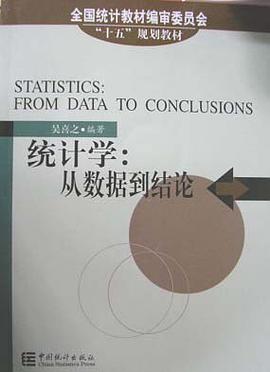 全国统计教材编审委员会
“十五”规划教材
STATISTICS:
FROM DATA TO CONCLUSIONS
吴喜之·编著
统计学：
从数据到结论
中国统计出版社
China Statistics Press